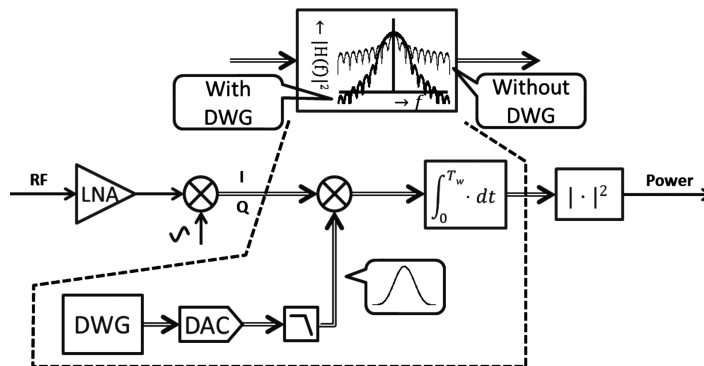 ← |H(f)|²
→ f
With
DWG
Without
DWG
RF
LNA
I
Q
∫₀^{T_w} · dt
| · |²
Power
DWG
DAC